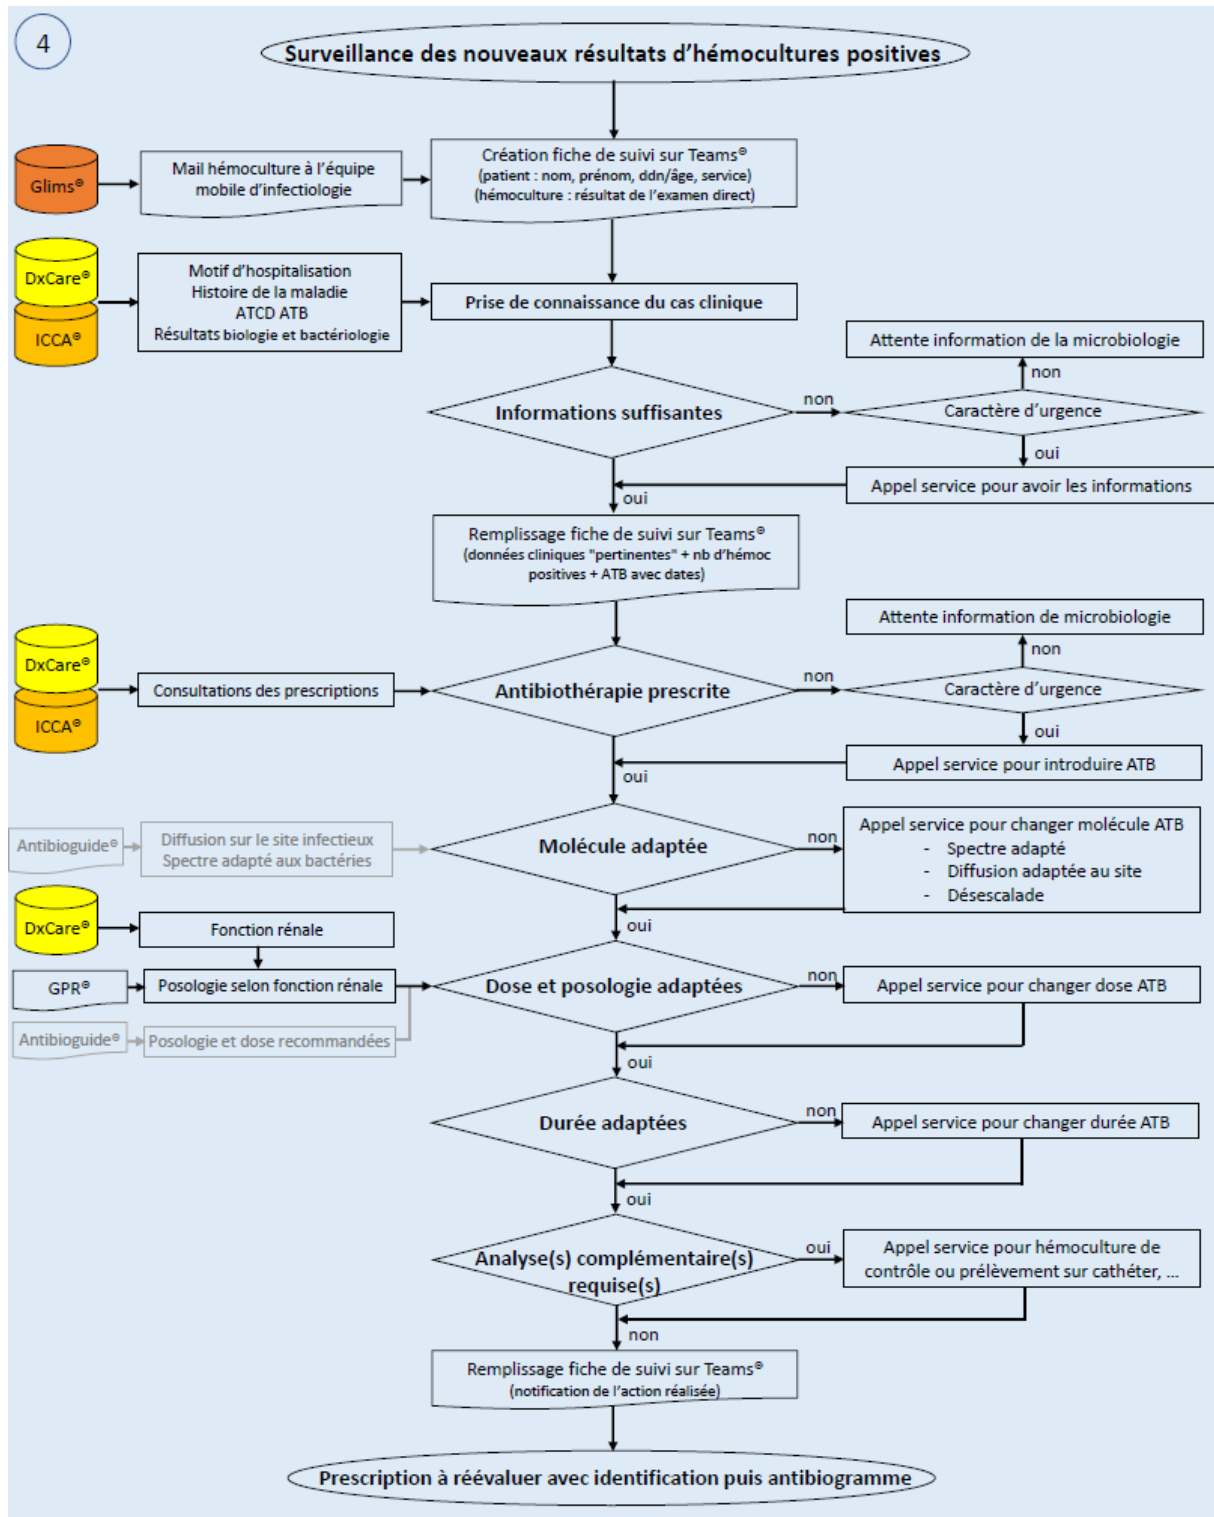 4
Surveillance des nouveaux résultats d’hémocultures positives
Glims®
Mail hémoculture à l’équipe
mobile d’infectiologie
Création fiche de suivi sur Teams®
(patient : nom, prénom, ddn/âge, service)
(hémoculture : résultat de l’examen direct)
DxCare®
ICCA®
Motif d’hospitalisation
Histoire de la maladie
ATCD ATB
Résultats biologie et bactériologie
Prise de connaissance du cas clinique
Attente information de la microbiologie
non
Informations suffisantes
non
Caractère d’urgence
oui
Appel service pour avoir les informations
oui
Remplissage fiche de suivi sur Teams®
(données cliniques "pertinentes" + nb d’hémoc
positives + ATB avec dates)
Attente information de microbiologie
non
DxCare®
ICCA®
Consultations des prescriptions
Antibiothérapie prescrite
non
Caractère d’urgence
oui
Appel service pour introduire ATB
oui
Antibioguide®
Diffusion sur le site infectieux
Spectre adapté aux bactéries
Molécule adaptée
non
Appel service pour changer molécule ATB
- Spectre adapté
- Diffusion adaptée au site
- Désescalade
oui
DxCare®
Fonction rénale
GPR®
Posologie selon fonction rénale
Dose et posologie adaptées
non
Appel service pour changer dose ATB
Antibioguide®
Posologie et dose recommandées
oui
Durée adaptées
non
Appel service pour changer durée ATB
oui
Analyse(s) complémentaire(s)
requise(s)
oui
Appel service pour hémoculture de
contrôle ou prélèvement sur cathéter, ...
non
Remplissage fiche de suivi sur Teams®
(notification de l’action réalisée)
Prescription à réévaluer avec identification puis antibiogramme